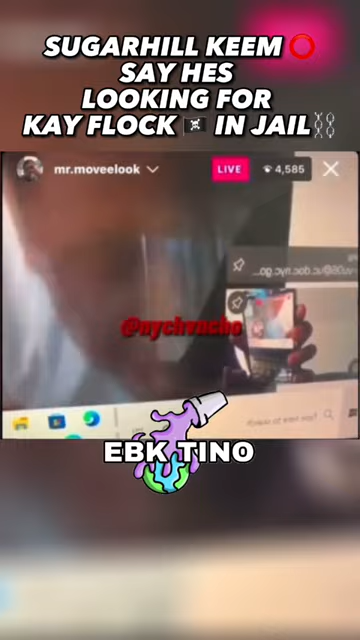 SUGARHILL KEEM ⭕
SAY HES
LOOKING FOR
KAY FLOCK 🏴‍☠️ IN JAIL⛓⛓
mr.moveelook
LIVE
4,585
@nychvncho
EBK TINO